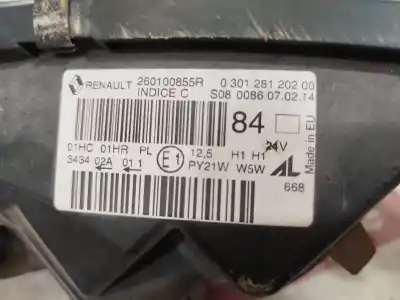 RENAULT 260100855R 0 301 281 202 00
INDICE C S08 0086 07.02.14
84
Made in EU
01HC 01HR PL E1 12,5 H1 H1 24V
3434 02A 01 1 PY21W W5W AL
668